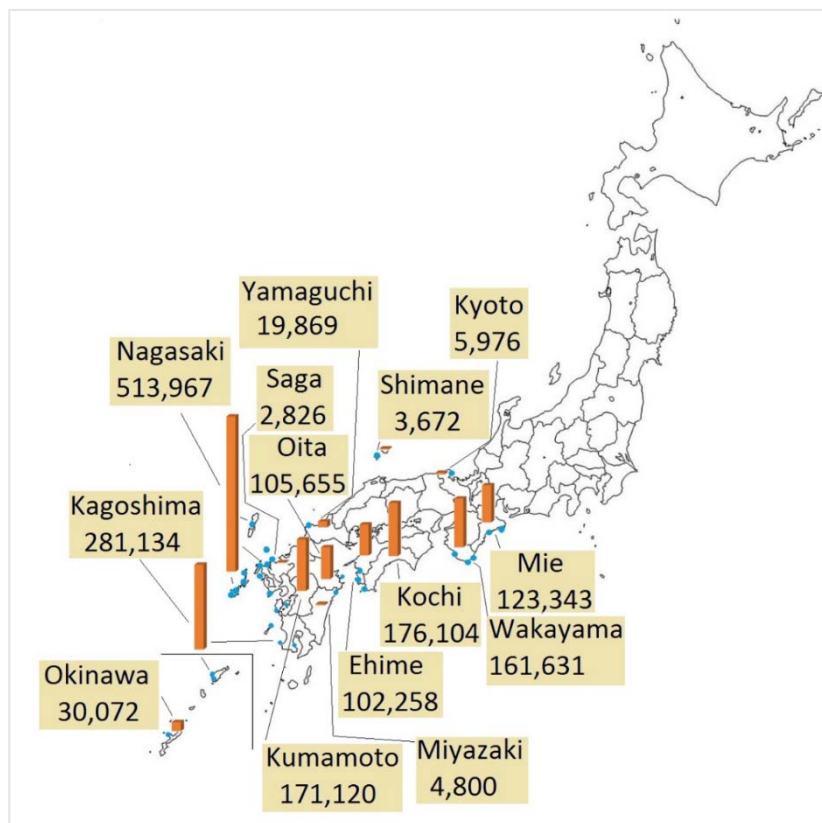 Yamaguchi
19,869
Kyoto
5,976
Nagasaki
513,967
Saga
2,826
Shimane
3,672
Oita
105,655
Kagoshima
281,134
Mie
123,343
Kochi
176,104
Wakayama
161,631
Ehime
102,258
Okinawa
30,072
Kumamoto
171,120
Miyazaki
4,800